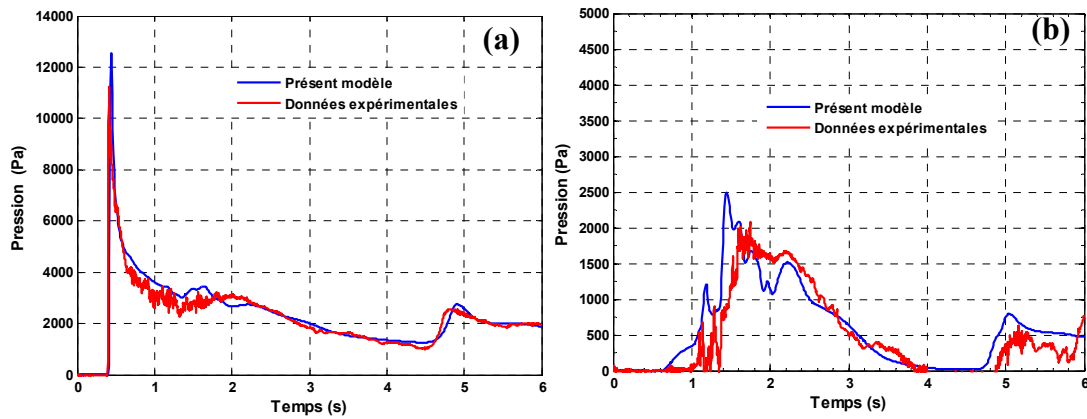 (a)
14000
12000
10000
8000
6000
4000
2000
0
Pression (Pa)
Présent modèle
Données expérimentales
0 1 2 3 4 5 6
Temps (s)
(b)
5000
4500
4000
3500
3000
2500
2000
1500
1000
500
0
Pression (Pa)
Présent modèle
Données expérimentales
0 1 2 3 4 5 6
Temps (s)